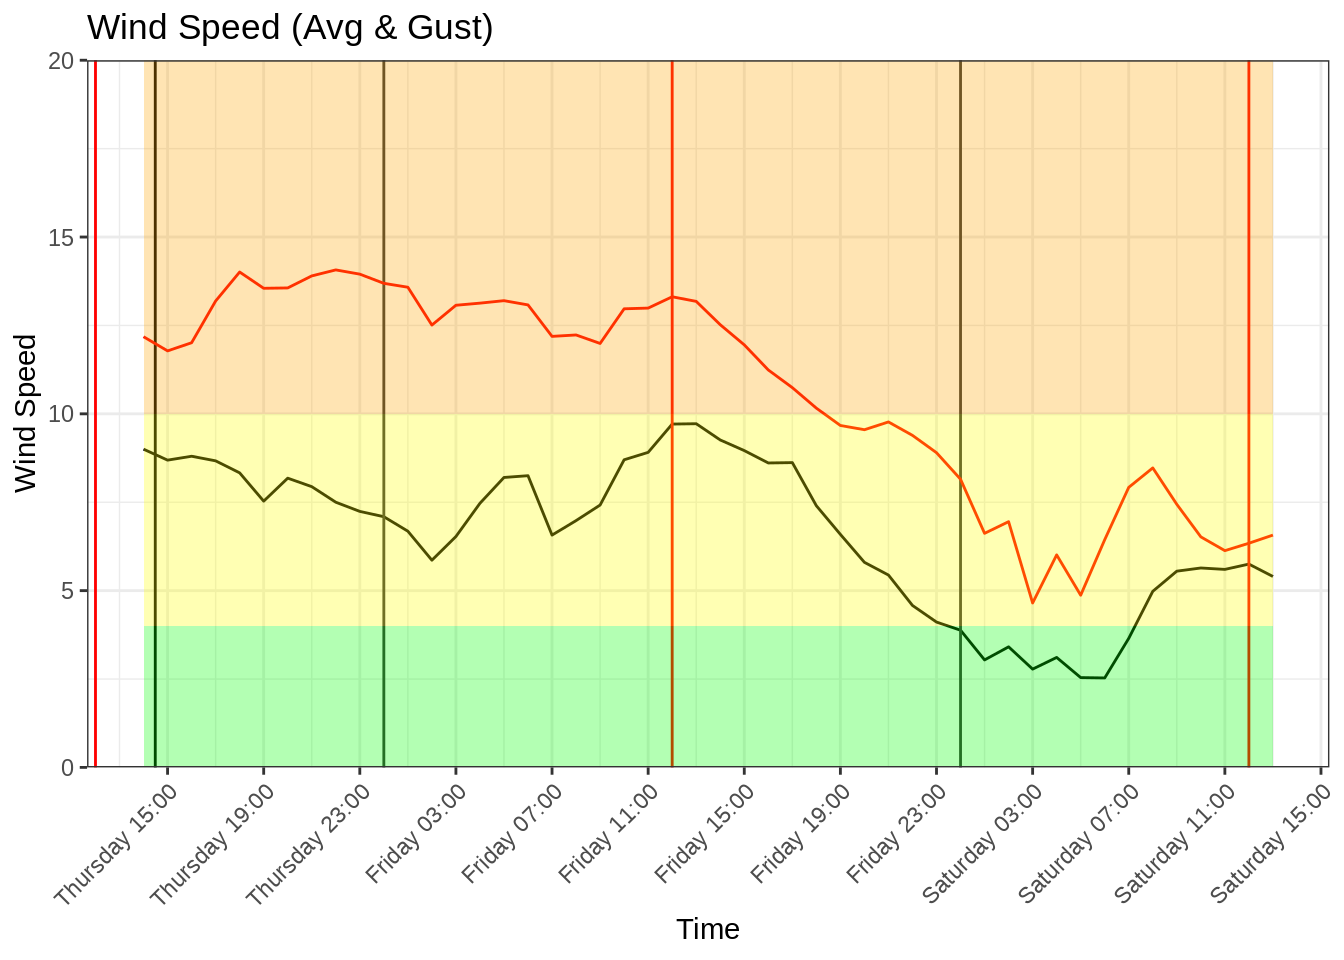 Wind Speed (Avg & Gust)
20
15
10
5
0
Wind Speed
Thursday 15:00
Thursday 19:00
Thursday 23:00
Friday 03:00
Friday 07:00
Friday 11:00
Friday 15:00
Friday 19:00
Friday 23:00
Saturday 03:00
Saturday 07:00
Saturday 11:00
Saturday 15:00
Time